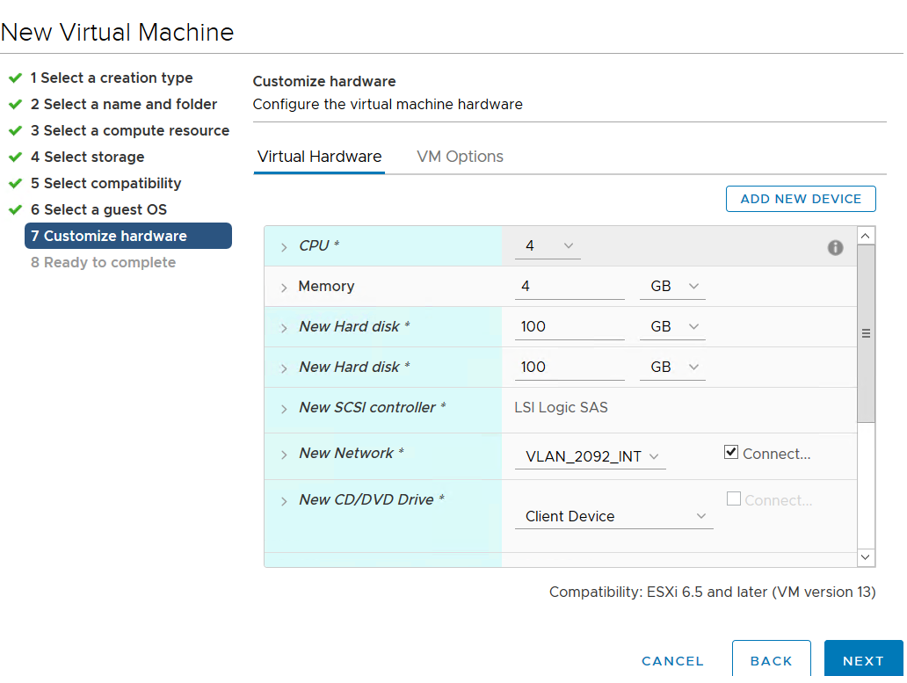 New Virtual Machine
1 Select a creation type
2 Select a name and folder
3 Select a compute resource
4 Select storage
5 Select compatibility
6 Select a guest OS
7 Customize hardware
8 Ready to complete
Customize hardware
Configure the virtual machine hardware
Virtual Hardware VM Options
ADD NEW DEVICE
CPU * 4
Memory 4 GB
New Hard disk * 100 GB
New Hard disk * 100 GB
New SCSI controller * LSI Logic SAS
New Network * VLAN_2092_INT Connect...
New CD/DVD Drive * Connect...
Client Device
Compatibility: ESXi 6.5 and later (VM version 13)
CANCEL BACK NEXT